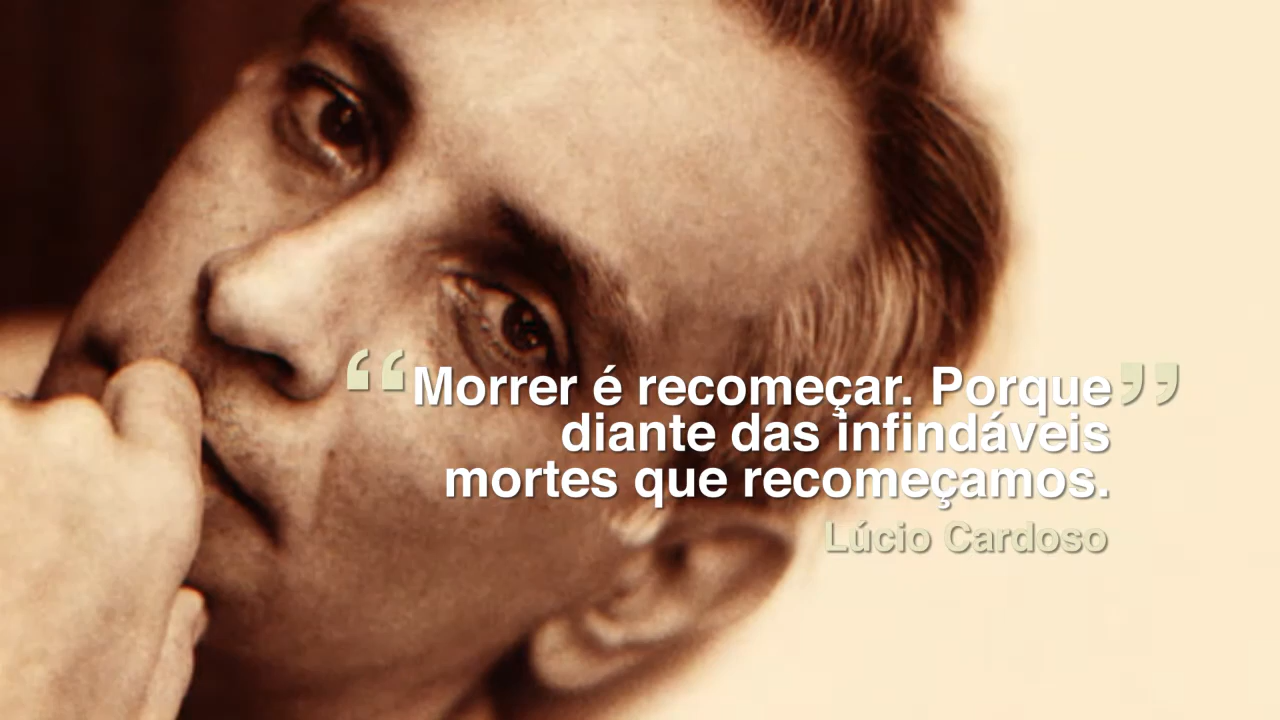 “Morrer é recomeçar. Porque”
diante das infindáveis
mortes que recomeçamos.
Lúcio Cardoso